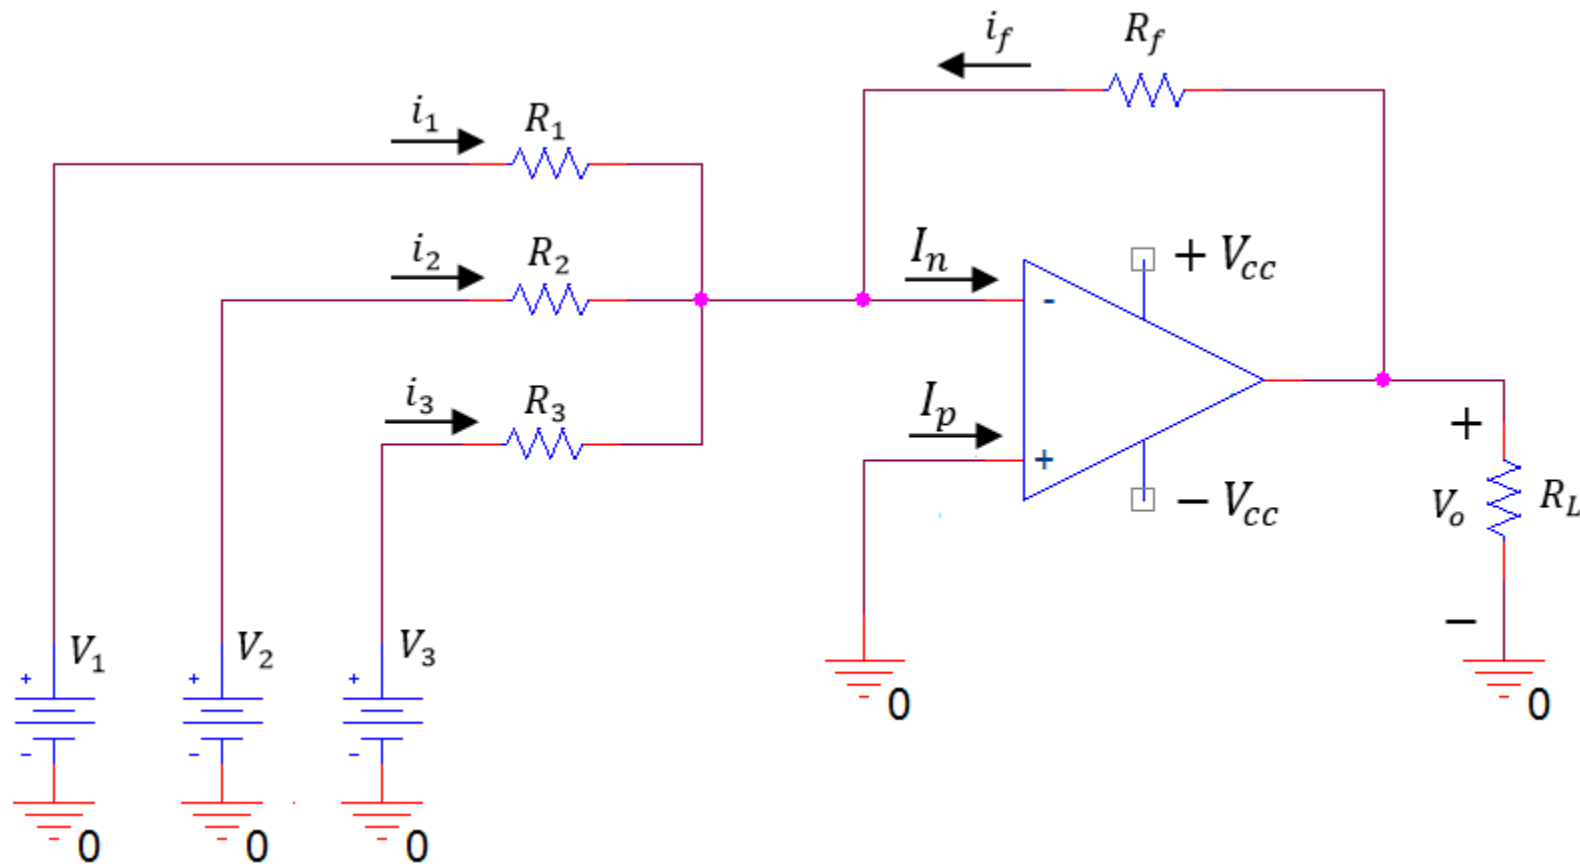 i_f
R_f
i_1
R_1
i_2
R_2
I_n
+ V_cc
-
i_3
R_3
I_p
+
+
− V_cc
V_o
R_L
−
V_1
V_2
V_3
+
+
+
-
-
-
0
0
0
0
0